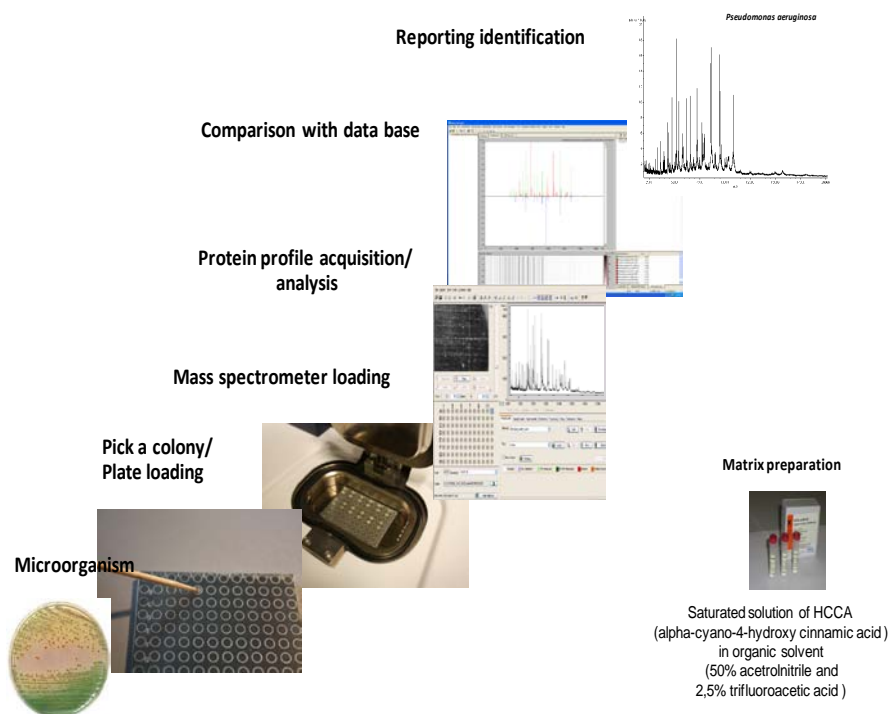 Pseudomonas aeruginosa
Reporting identification
Comparison with data base
Protein profile acquisition/
analysis
Mass spectrometer loading
Pick a colony/
Plate loading
Microorganism
Matrix preparation
Saturated solution of HCCA
(alpha-cyano-4-hydroxy cinnamic acid )
in organic solvent
(50% acetrolnitrile and
2,5% trifluoroacetic acid )